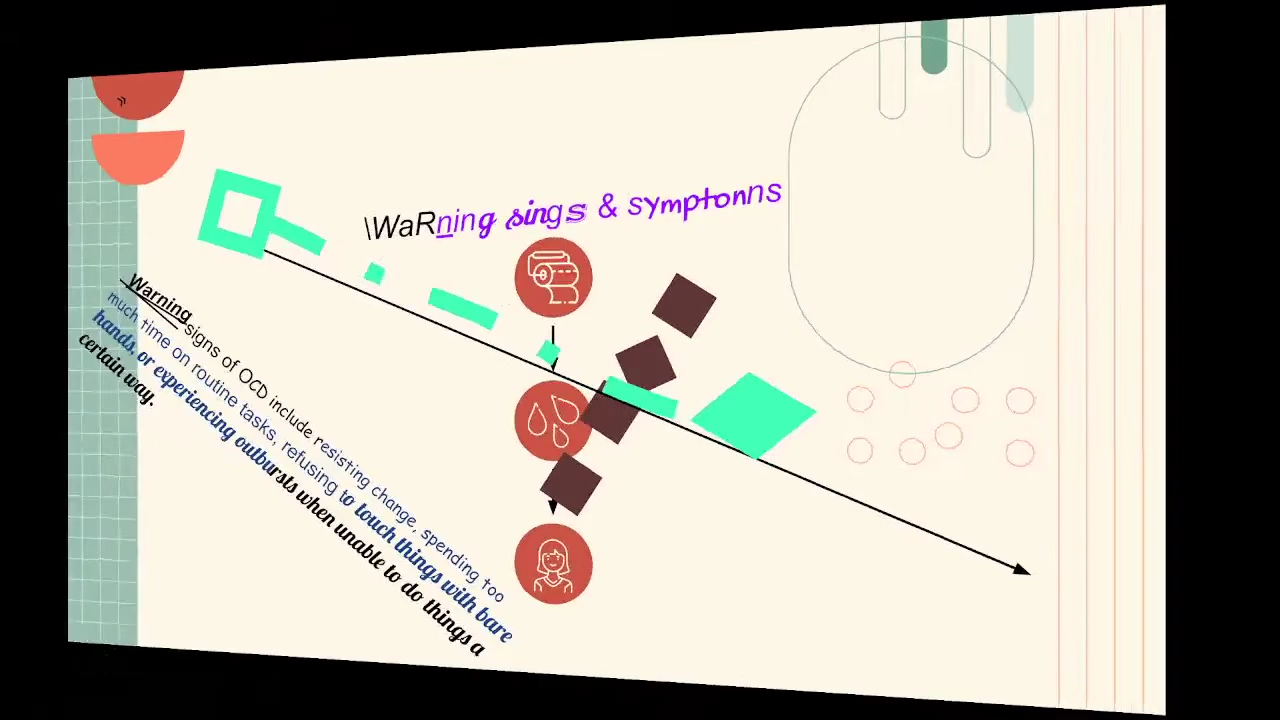 \WaRning sings & symptonns
Warning signs of OCD include resisting change, spending too
much time on routine tasks, refusing to touch things with bare
hands, or experiencing outbursts when unable to do things a
certain way.